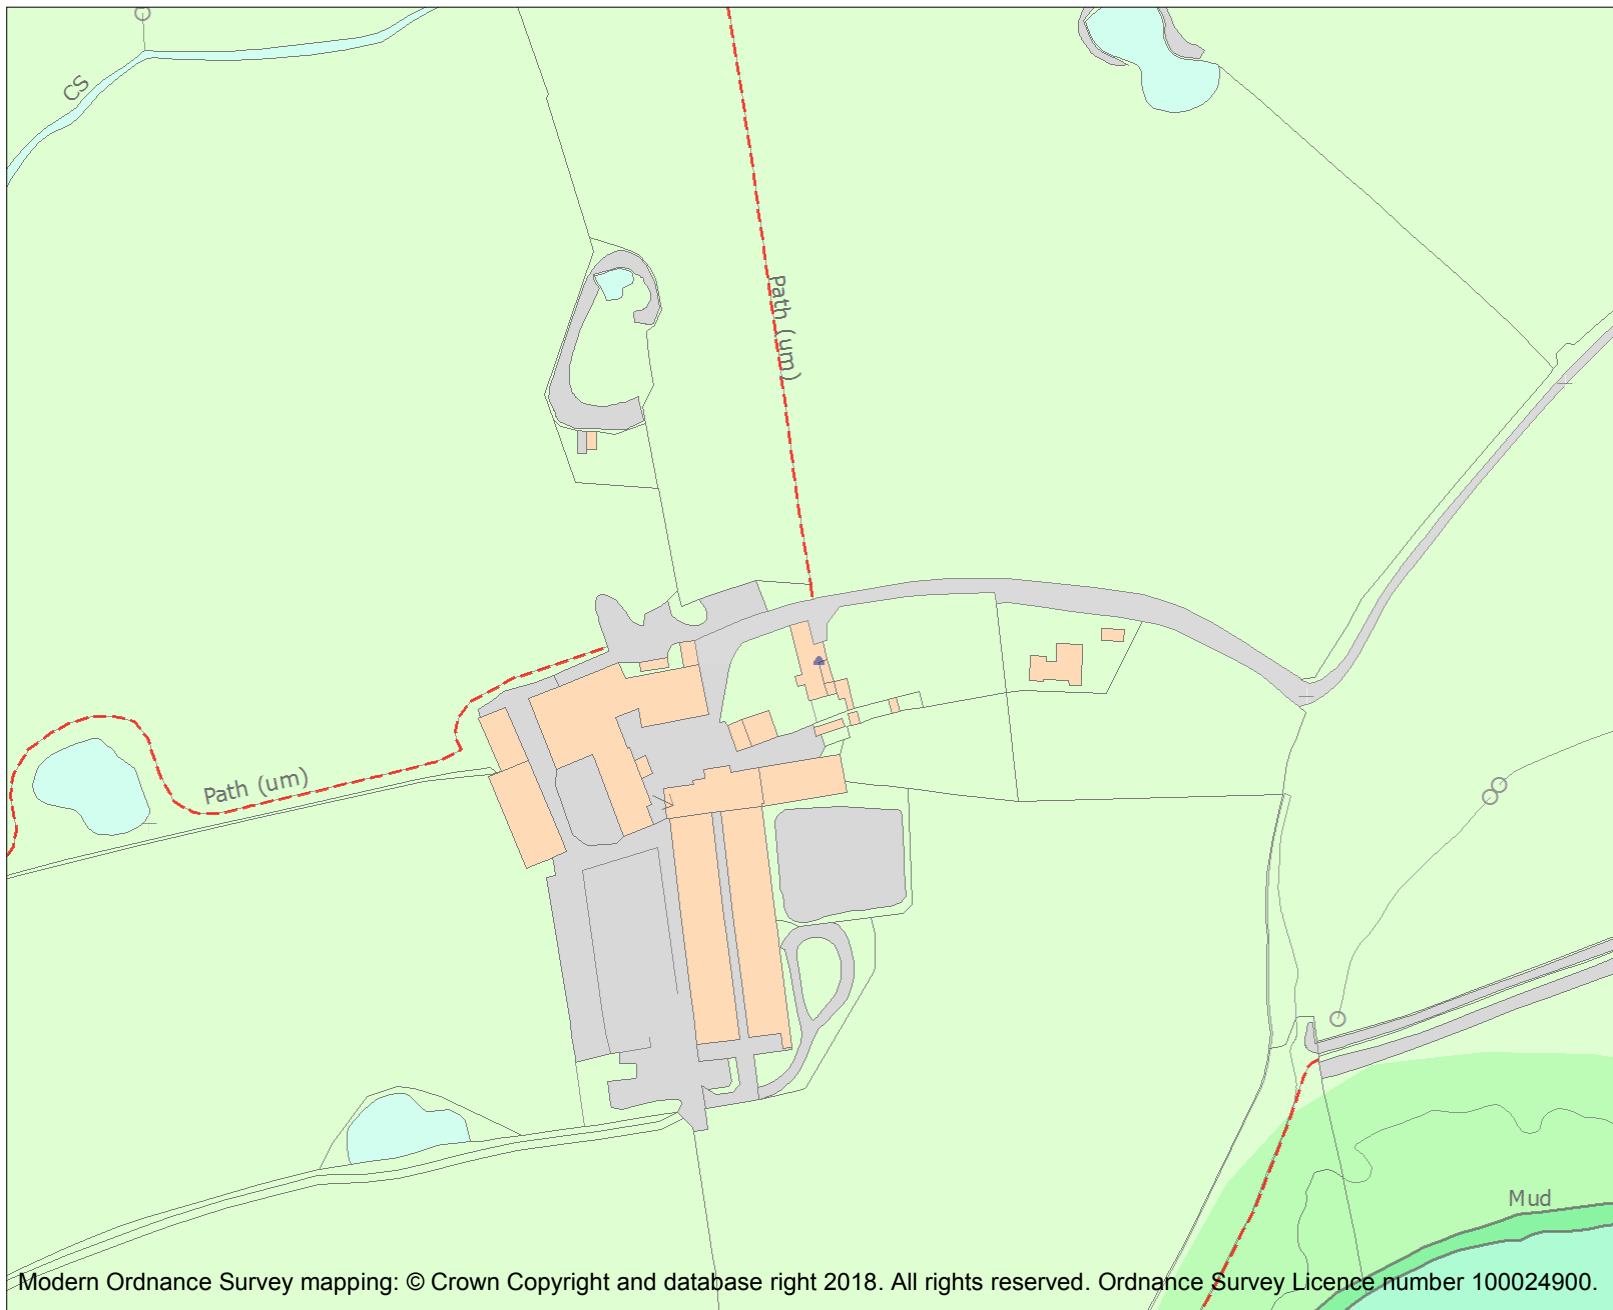 CS
Path (um)
Path (um)
Mud
Modern Ordnance Survey mapping: © Crown Copyright and database right 2018. All rights reserved. Ordnance Survey Licence number 100024900.